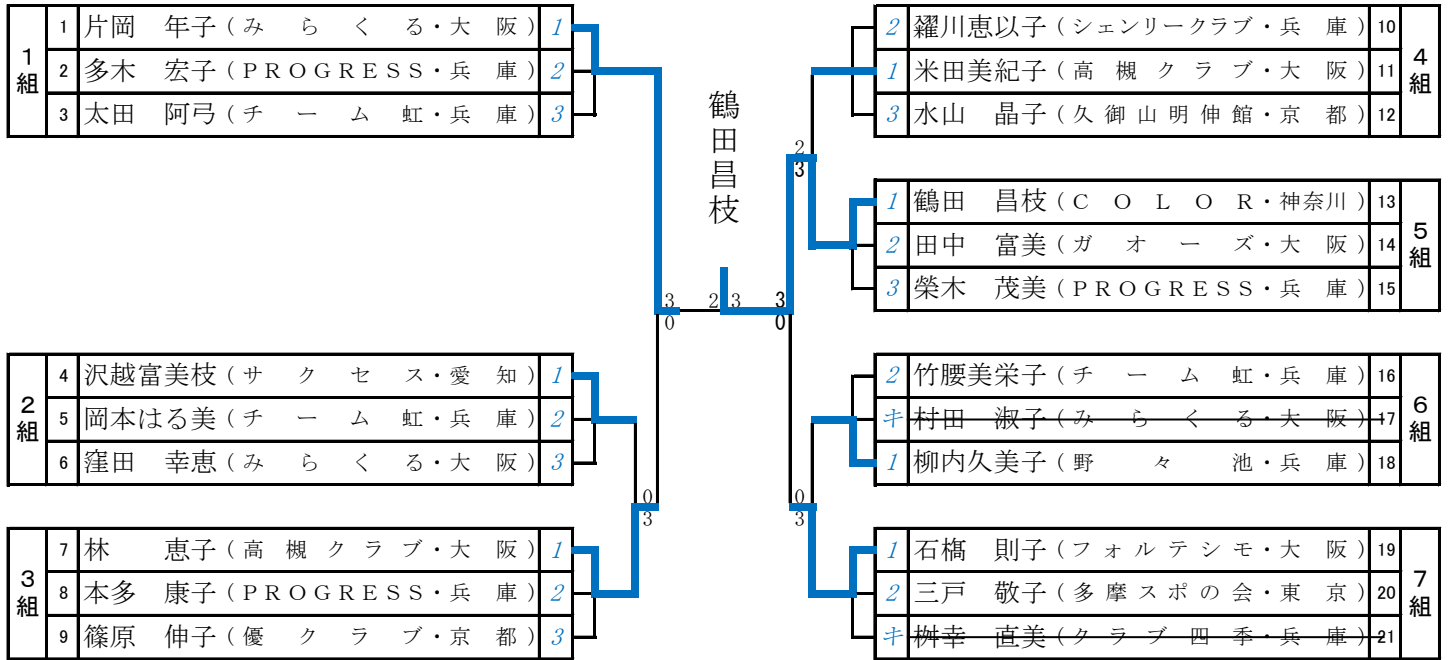 1組
1 片岡 年子 (みらくる・大阪) 1
2 多木 宏子 (PROGRESS・兵庫) 2
3 太田 阿弓 (チーム虹・兵庫) 3
2組
4 沢越富美枝 (サクセス・愛知) 1
5 岡本はる美 (チーム虹・兵庫) 2
6 窪田 幸恵 (みらくる・大阪) 3
3組
7 林 恵子 (高槻クラブ・大阪) 1
8 本多 康子 (PROGRESS・兵庫) 2
9 篠原 伸子 (優クラブ・京都) 3
0
3
3
0
鶴田昌枝
2 3
3
0
2
3
0
3
2 糴川恵以子 (シェンリークラブ・兵庫) 10
1 米田美紀子 (高槻クラブ・大阪) 11
3 水山 晶子 (久御山明伸館・京都) 12
4組
1 鶴田 昌枝 (COLOR・神奈川) 13
2 田中 富美 (ガオーズ・大阪) 14
3 榮木 茂美 (PROGRESS・兵庫) 15
5組
2 竹腰美栄子 (チーム虹・兵庫) 16
キ 村田 淑子 (みらくる・大阪) 17
1 柳内久美子 (野々池・兵庫) 18
6組
1 石橋 則子 (フォルテシモ・大阪) 19
2 三戸 敬子 (多摩スポの会・東京) 20
キ 桝幸 直美 (クラブ四季・兵庫) 21
7組